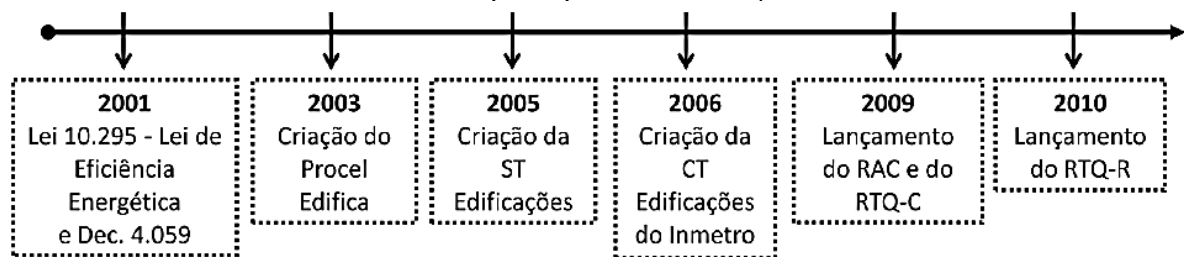 2001
Lei 10.295 - Lei de
Eficiência
Energética
e Dec. 4.059
2003
Criação do
Procel
Edifica
2005
Criação da
ST
Edificações
2006
Criação da
CT
Edificações
do Inmetro
2009
Lançamento
do RAC e do
RTQ-C
2010
Lançamento
do RTQ-R